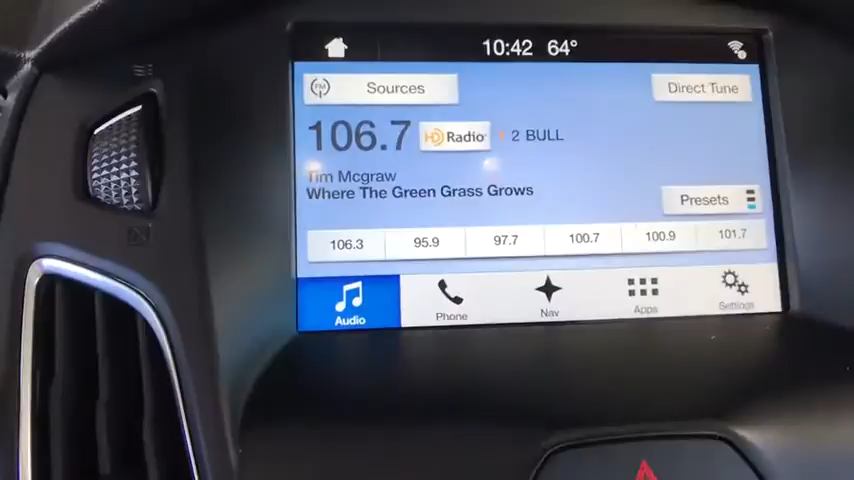 10:42 64°
FM Sources
Direct Tune
106.7 HD Radio 2 BULL
Tim Mcgraw
Where The Green Grass Grows
Presets
106.3 95.9 97.7 100.7 100.9 101.7
Audio Phone Nav Apps Settings